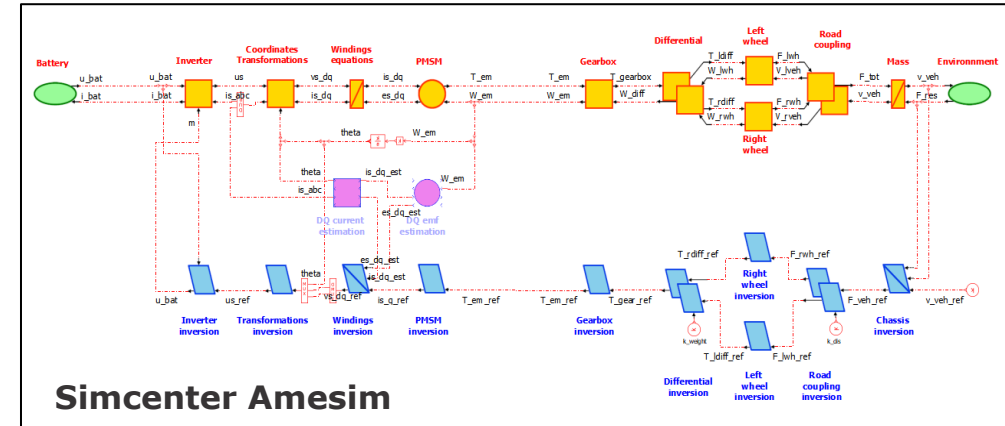 Battery
Inverter
Coordinates
Transformations
Windings
equations
PMSM
Gearbox
Differential
Left
wheel
Road
coupling
Mass
Environnment
u_bat
i_bat
u_bat
i_bat
us
is_abc
m
vs_dq
is_dq
is_dq
es_dq
T_em
W_em
T_em
W_em
T_gearbox
W_diff
T_ldiff
W_lwh
F_lwh
V_lveh
T_rdiff
W_rwh
F_rwh
V_rveh
F_tot
v_veh
v_veh
F_res
Right
wheel
theta
W_em
theta
is_abc
is_dq_est
W_em
es_dq_est
DQ current
estimation
DQ emf
estimation
es_dq_est
is_dq_est
theta
vs_dq_ref
u_bat
us_ref
is_q_ref
T_em_ref
T_em_ref
T_gear_ref
T_rdiff_ref
F_rwh_ref
Right
wheel
inversion
F_veh_ref
v_veh_ref
k_weight
k_dis
T_ldiff_ref
F_lwh_ref
Inverter
inversion
Transformations
inversion
Windings
inversion
PMSM
inversion
Gearbox
inversion
Chassis
inversion
Differential
inversion
Left
wheel
inversion
Road
coupling
inversion
Simcenter Amesim